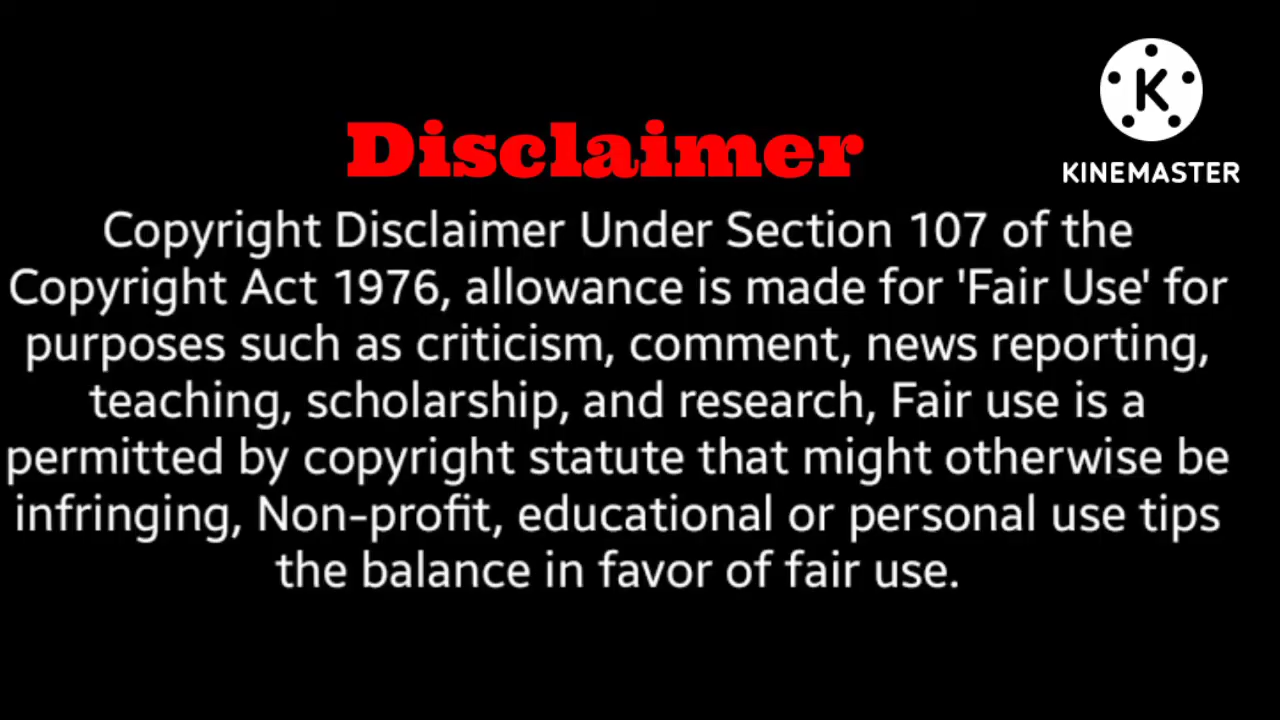 K
KINEMASTER
Disclaimer
Copyright Disclaimer Under Section 107 of the
Copyright Act 1976, allowance is made for 'Fair Use' for
purposes such as criticism, comment, news reporting,
teaching, scholarship, and research, Fair use is a
permitted by copyright statute that might otherwise be
infringing, Non-profit, educational or personal use tips
the balance in favor of fair use.